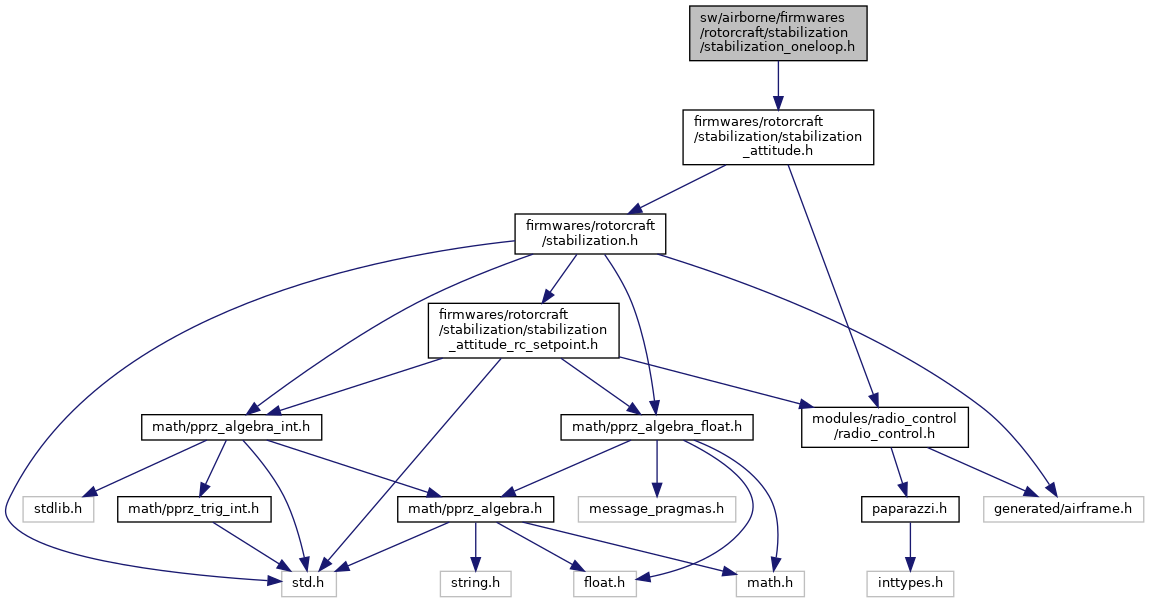 sw/airborne/firmwares
/rotorcraft/stabilization
/stabilization_oneloop.h
firmwares/rotorcraft
/stabilization/stabilization
_attitude.h
firmwares/rotorcraft
/stabilization.h
firmwares/rotorcraft
/stabilization/stabilization
_attitude_rc_setpoint.h
math/pprz_algebra_int.h
math/pprz_algebra_float.h
modules/radio_control
/radio_control.h
stdlib.h
math/pprz_trig_int.h
math/pprz_algebra.h
message_pragmas.h
paparazzi.h
generated/airframe.h
std.h
string.h
float.h
math.h
inttypes.h